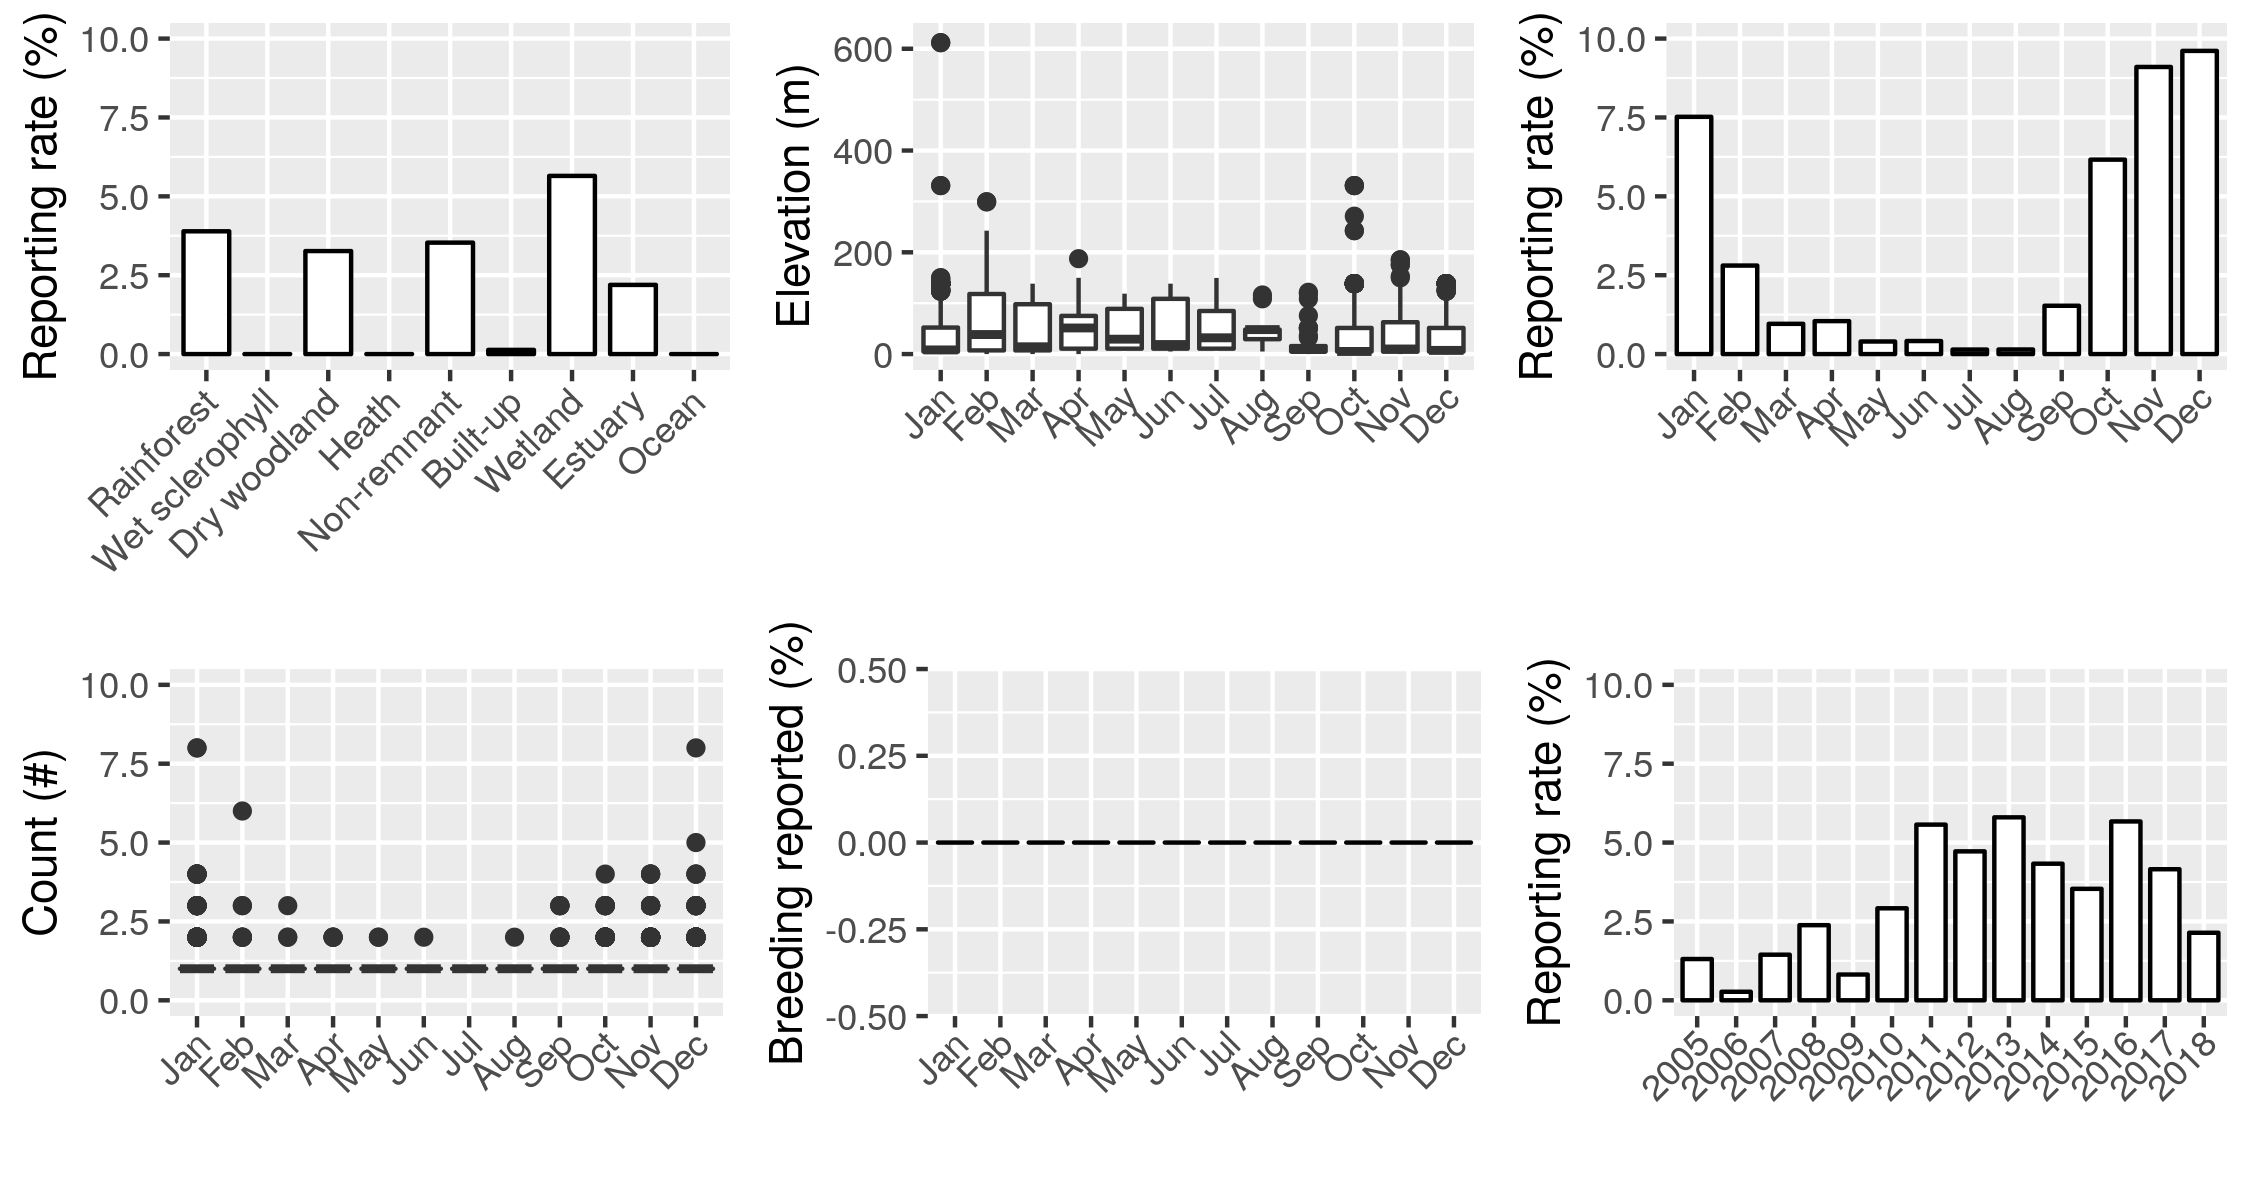 Reporting rate (%)
10.0
7.5
5.0
2.5
0.0
Rainforest
Wet sclerophyll
Dry woodland
Heath
Non-remnant
Built-up
Wetland
Estuary
Ocean
Elevation (m)
600
400
200
0
Jan
Feb
Mar
Apr
May
Jun
Jul
Aug
Sep
Oct
Nov
Dec
Reporting rate (%)
10.0
7.5
5.0
2.5
0.0
Jan
Feb
Mar
Apr
May
Jun
Jul
Aug
Sep
Oct
Nov
Dec
Count (#)
10.0
7.5
5.0
2.5
0.0
Jan
Feb
Mar
Apr
May
Jun
Jul
Aug
Sep
Oct
Nov
Dec
Breeding reported (%)
0.50
0.25
0.00
-0.25
-0.50
Jan
Feb
Mar
Apr
May
Jun
Jul
Aug
Sep
Oct
Nov
Dec
Reporting rate (%)
10.0
7.5
5.0
2.5
0.0
2005
2006
2007
2008
2009
2010
2011
2012
2013
2014
2015
2016
2017
2018